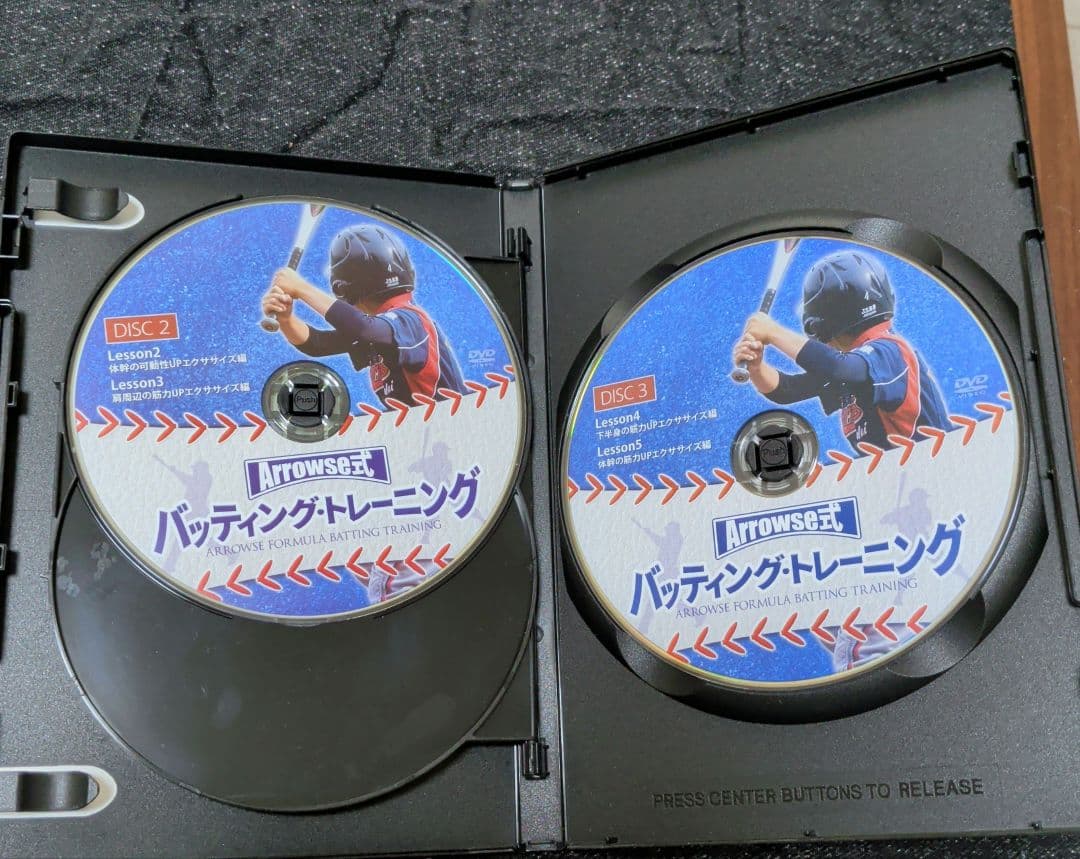 DISC 2
Lesson2
体幹の可動性UPエクササイズ編
Lesson3
肩周辺の筋力UPエクササイズ編
Push
DVD
VIDEO
Arrowse式
バッティング・トレーニング
ARROWSE FORMULA BATTING TRAINING
DISC 3
Lesson4
下半身の筋力UPエクササイズ編
Lesson5
体幹の筋力UPエクササイズ編
Push
DVD
VIDEO
Arrowse式
バッティング・トレーニング
ARROWSE FORMULA BATTING TRAINING
PRESS CENTER BUTTONS TO RELEASE